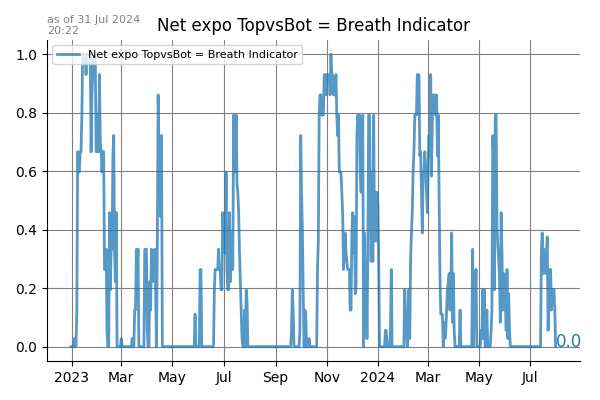 as of 31 Jul 2024
20:22
Net expo TopvsBot = Breath Indicator
Net expo TopvsBot = Breath Indicator
1.0
0.8
0.6
0.4
0.2
0.0
0.0
2023 Mar May Jul Sep Nov 2024 Mar May Jul